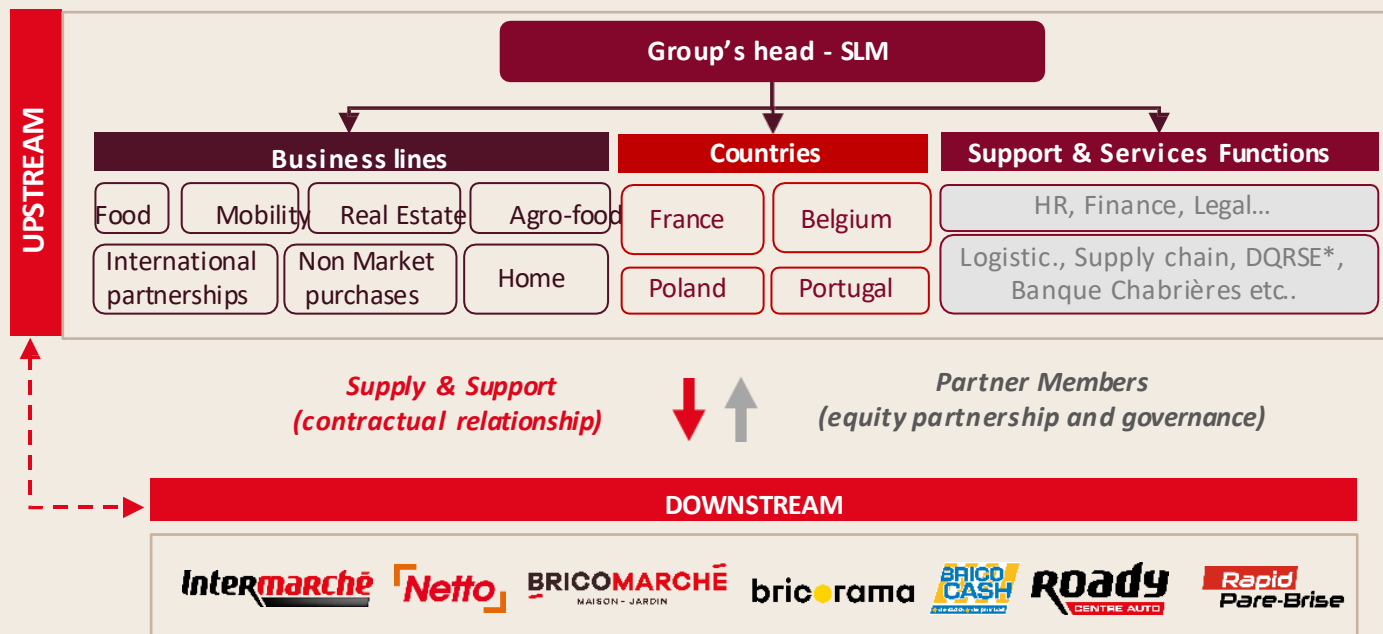 UPSTREAM
Group's head - SLM
Business lines
Countries
Support & Services Functions
Food
Mobility
Real Estate
Agro-food
International
partnerships
Non Market
purchases
Home
France
Belgium
Poland
Portugal
HR, Finance, Legal...
Logistic., Supply chain, DQRSE*,
Banque Chabrières etc..
Supply & Support
(contractual relationship)
Partner Members
(equity partnership and governance)
DOWNSTREAM
Intermarchē
Netto
BRICOMARCHÉ
MAISON - JARDIN
bricorama
BRICO
CASH
ROADY
CENTRE AUTO
Rapid
Pare-Brise